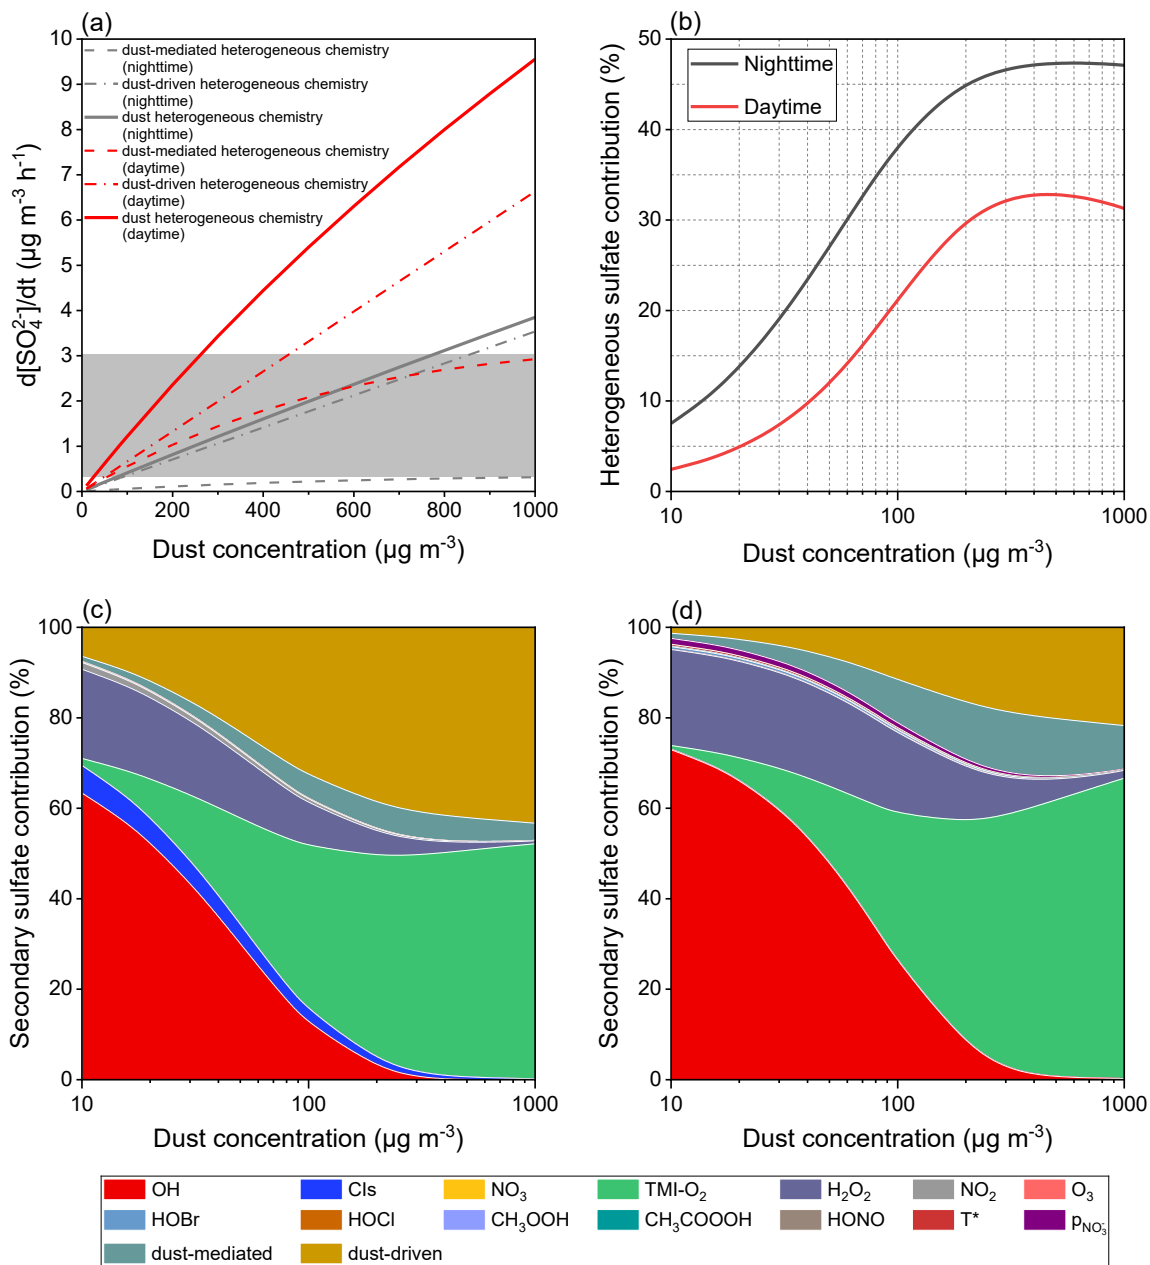 (a)
10
9
8
7
6
5
4
3
2
1
0
d[SO₄²⁻]/dt (µg m⁻³ h⁻¹)
dust-mediated heterogeneous chemistry
(nighttime)
dust-driven heterogeneous chemistry
(nighttime)
dust heterogeneous chemistry
(nighttime)
dust-mediated heterogeneous chemistry
(daytime)
dust-driven heterogeneous chemistry
(daytime)
dust heterogeneous chemistry
(daytime)
0 200 400 600 800 1000
Dust concentration (µg m⁻³)
(b)
50
40
30
20
10
0
Heterogeneous sulfate contribution (%)
Nighttime
Daytime
10 100 1000
Dust concentration (µg m⁻³)
(c)
100
80
60
40
20
0
Secondary sulfate contribution (%)
10 100 1000
Dust concentration (µg m⁻³)
(d)
100
80
60
40
20
0
Secondary sulfate contribution (%)
10 100 1000
Dust concentration (µg m⁻³)
OH CIs NO₃ TMI-O₂ H₂O₂ NO₂ O₃
HOBr HOCl CH₃OOH CH₃COOOH HONO T* pNO₃⁻
dust-mediated dust-driven